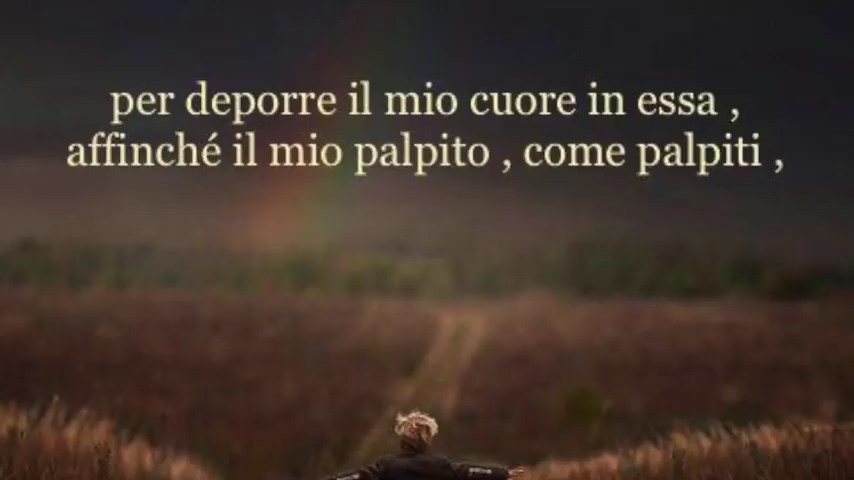 per deporre il mio cuore in essa ,
affinché il mio palpito , come palpiti ,